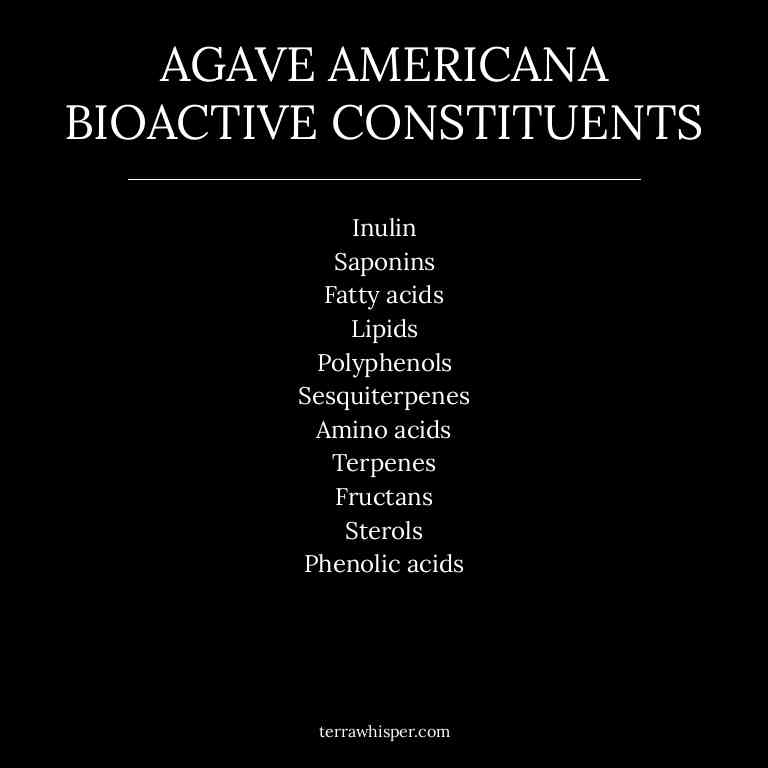 AGAVE AMERICANA
BIOACTIVE CONSTITUENTS
Inulin
Saponins
Fatty acids
Lipids
Polyphenols
Sesquiterpenes
Amino acids
Terpenes
Fructans
Sterols
Phenolic acids
terrawhisper.com